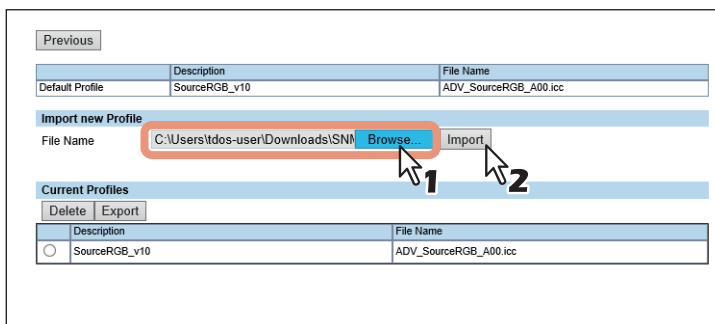 Previous
Description File Name
Default Profile SourceRGB_v10 ADV_SourceRGB_A00.icc
Import new Profile
File Name C:\Users\tdos-user\Downloads\SNM Browse... Import
1 2
Current Profiles
Delete Export
Description File Name
SourceRGB_v10 ADV_SourceRGB_A00.icc